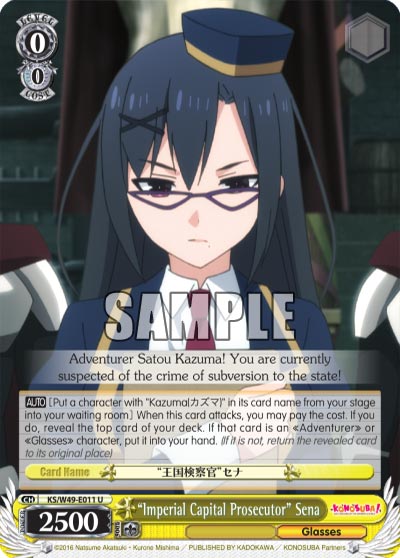 LEVEL
0
0
COST
SAMPLE
Adventurer Satou Kazuma! You are currently
suspected of the crime of subversion to the state!
AUTO [Put a character with "Kazuma(カズマ)" in its card name from your stage
into your waiting room] When this card attacks, you may pay the cost. If you
do, reveal the top card of your deck. If that card is an «Adventurer» or
«Glasses» character, put it into your hand. (If it is not, return the revealed card
to its original place)
Card Name
“王国検察官”セナ
CH
KS/W49-E011 U
“Imperial Capital Prosecutor” Sena
KONOSUBA!
POWER
2500
Glasses
©2016 Natsume Akatsuki・Kurone Mishima / PUBLISHED BY KADOKAWA / KONOSUBA Partners